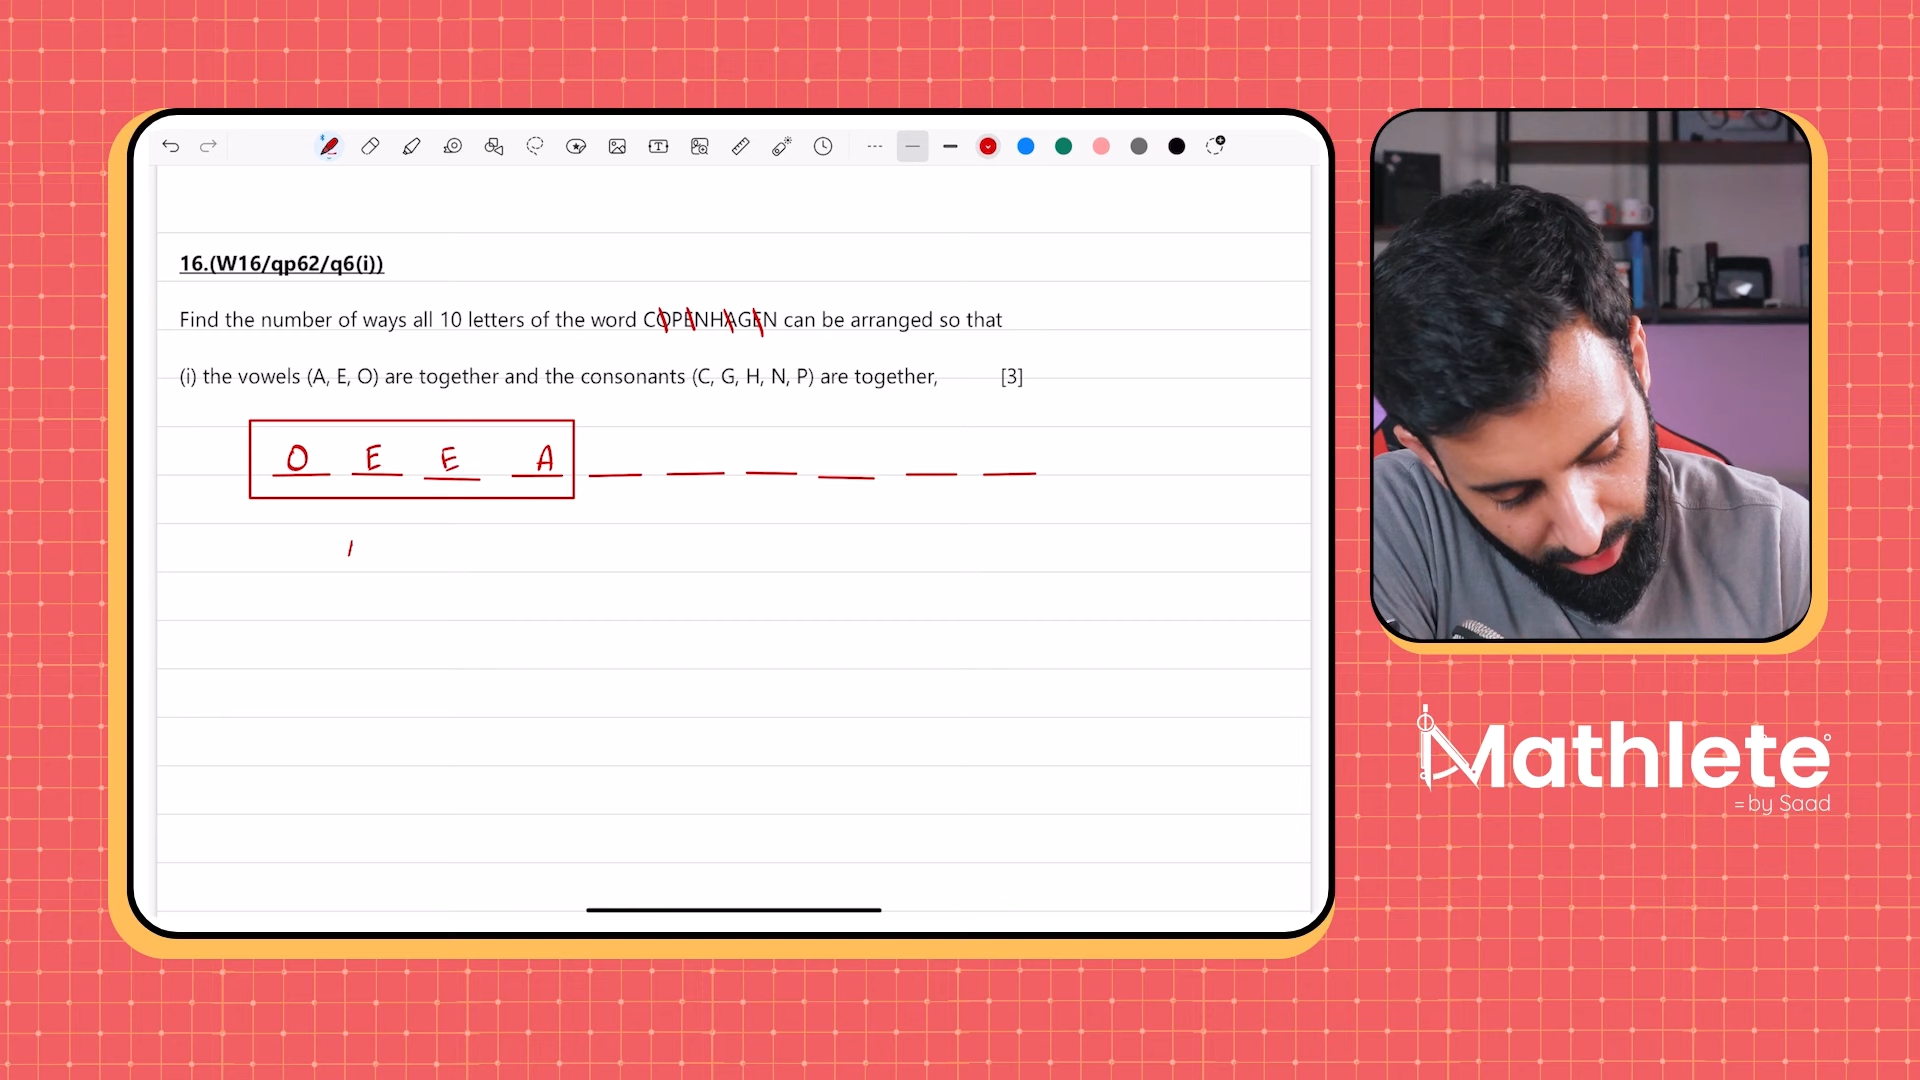 16.(W16/qp62/q6(i))
Find the number of ways all 10 letters of the word COPENHAGEN can be arranged so that
(i) the vowels (A, E, O) are together and the consonants (C, G, H, N, P) are together, [3]
O E E A
Mathlete
= by Saad